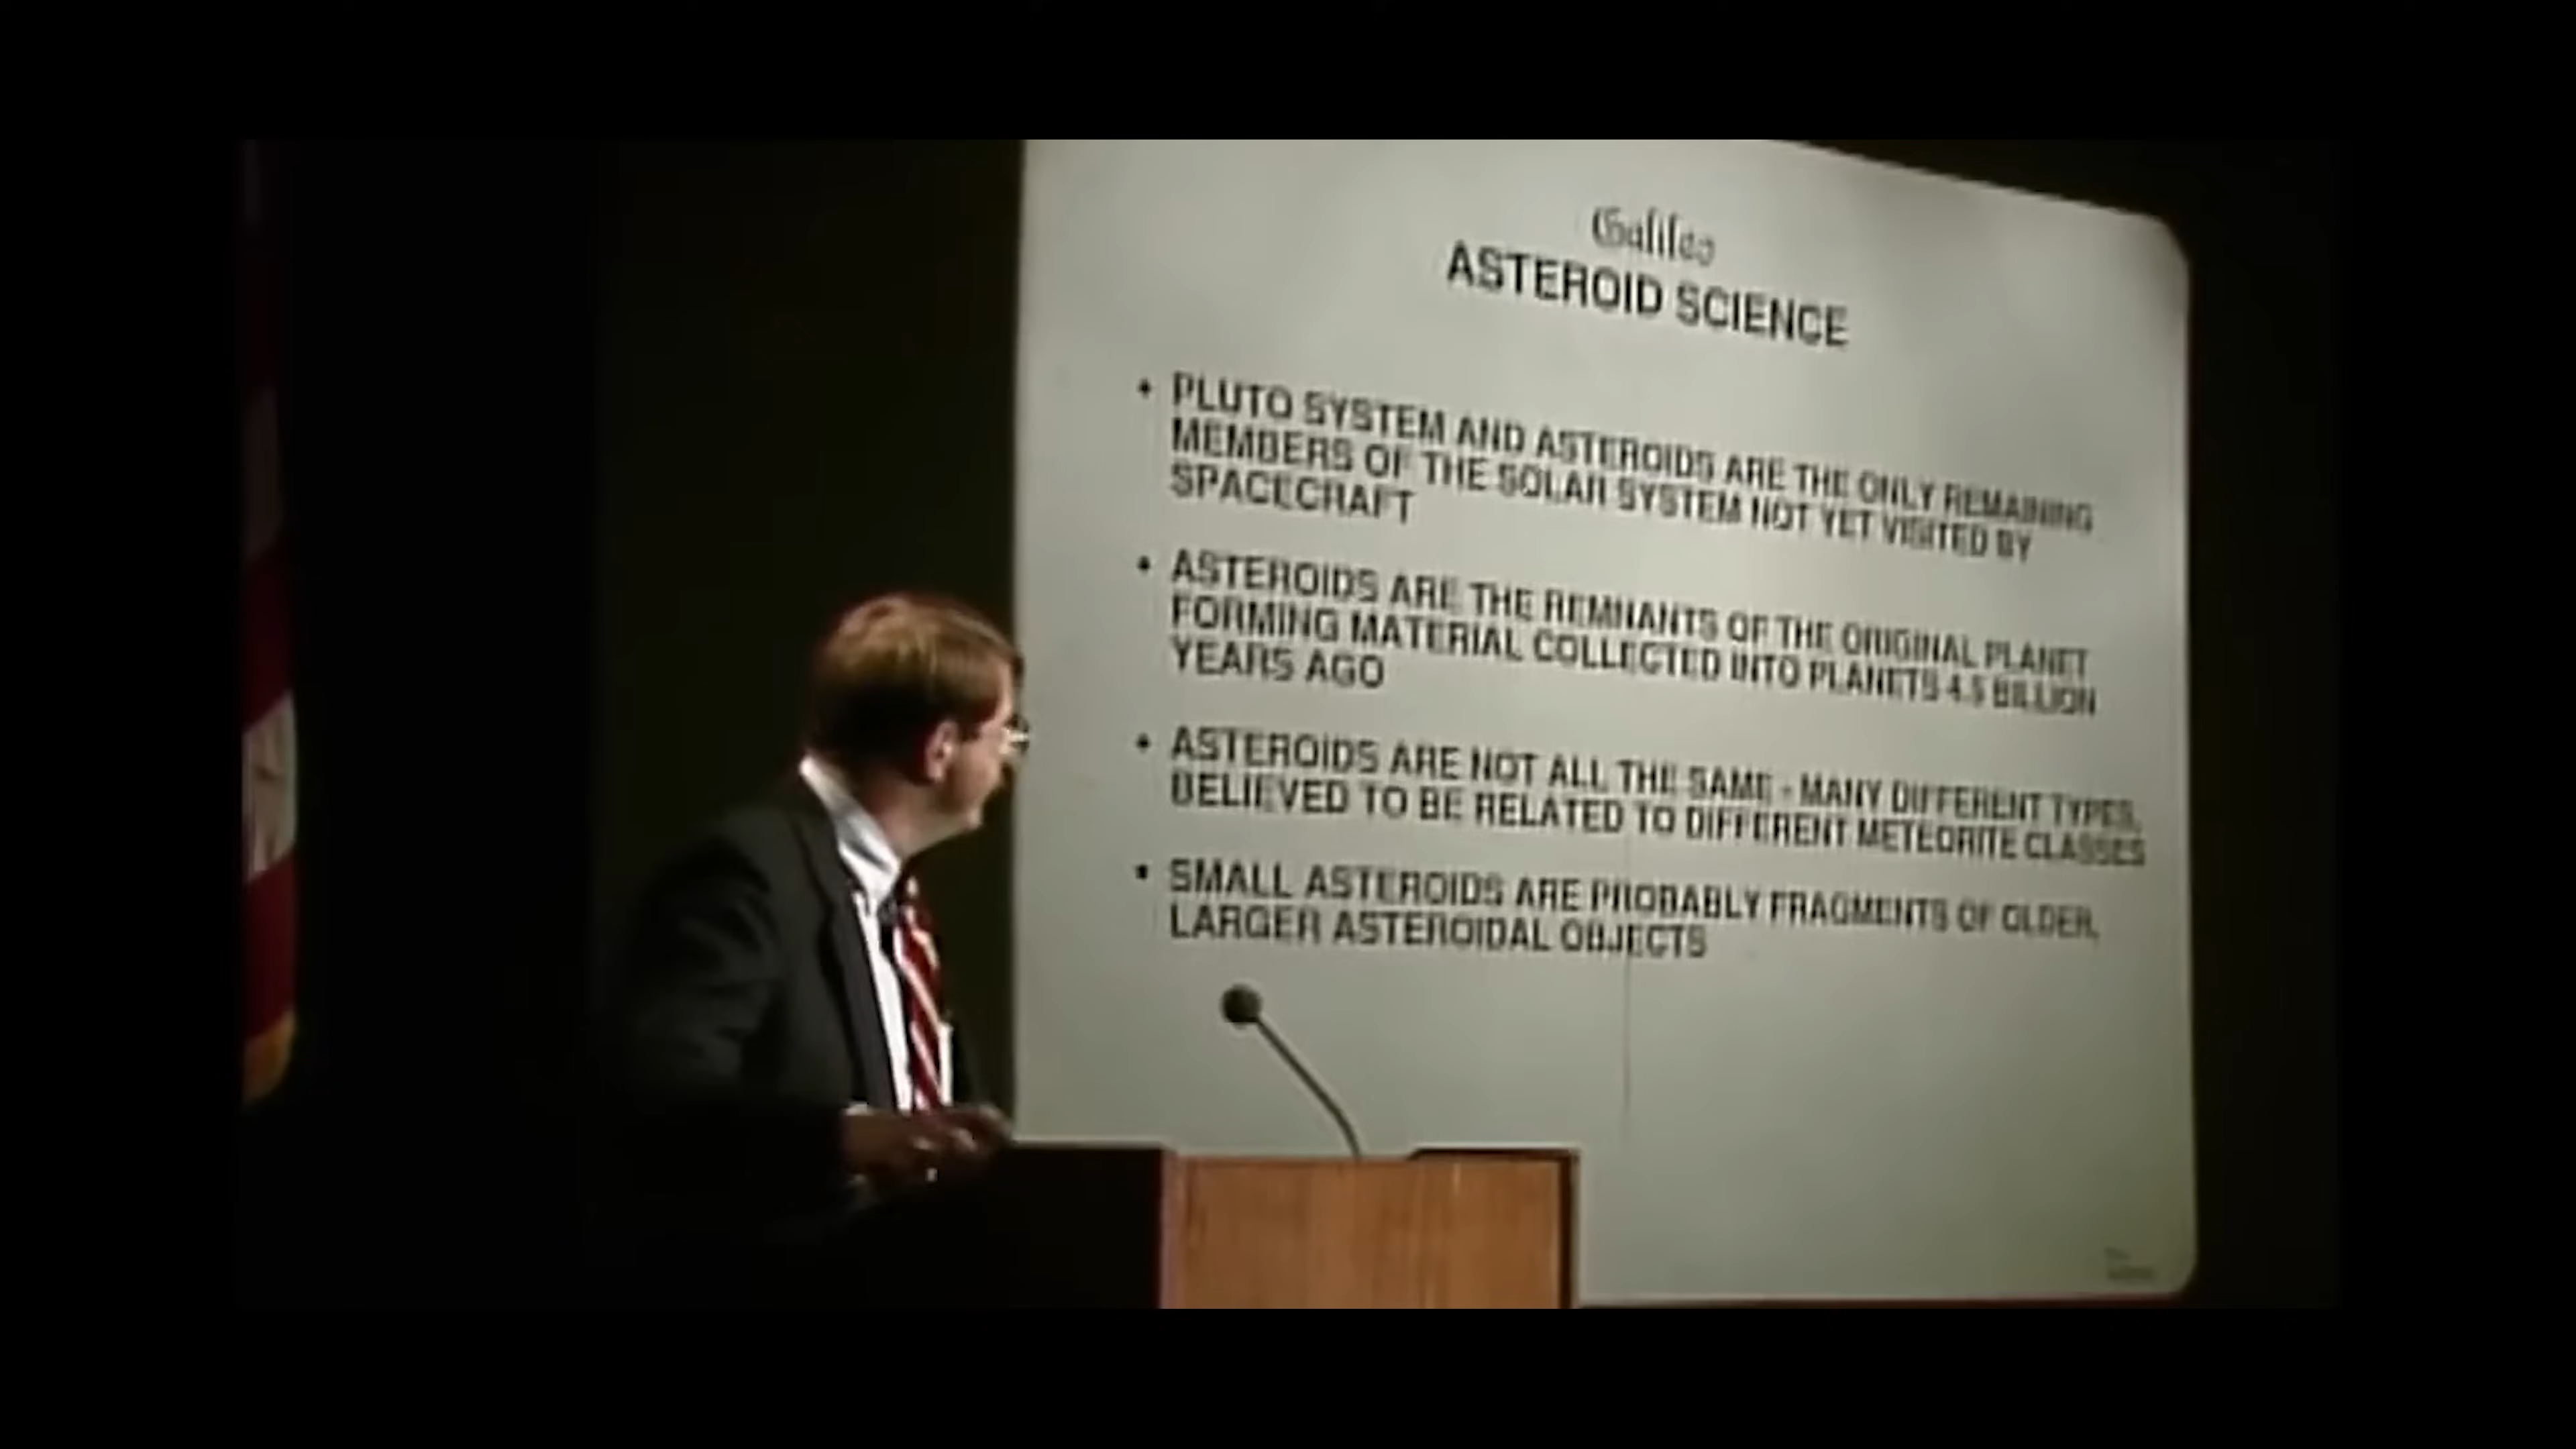 Galileo
ASTEROID SCIENCE
• PLUTO SYSTEM AND ASTEROIDS ARE THE ONLY REMAINING
MEMBERS OF THE SOLAR SYSTEM NOT YET VISITED BY
SPACECRAFT
• ASTEROIDS ARE THE REMNANTS OF THE ORIGINAL PLANET
FORMING MATERIAL COLLECTED INTO PLANETS 4.5 BILLION
YEARS AGO
• ASTEROIDS ARE NOT ALL THE SAME - MANY DIFFERENT TYPES,
BELIEVED TO BE RELATED TO DIFFERENT METEORITE CLASSES
• SMALL ASTEROIDS ARE PROBABLY FRAGMENTS OF OLDER,
LARGER ASTEROIDAL OBJECTS